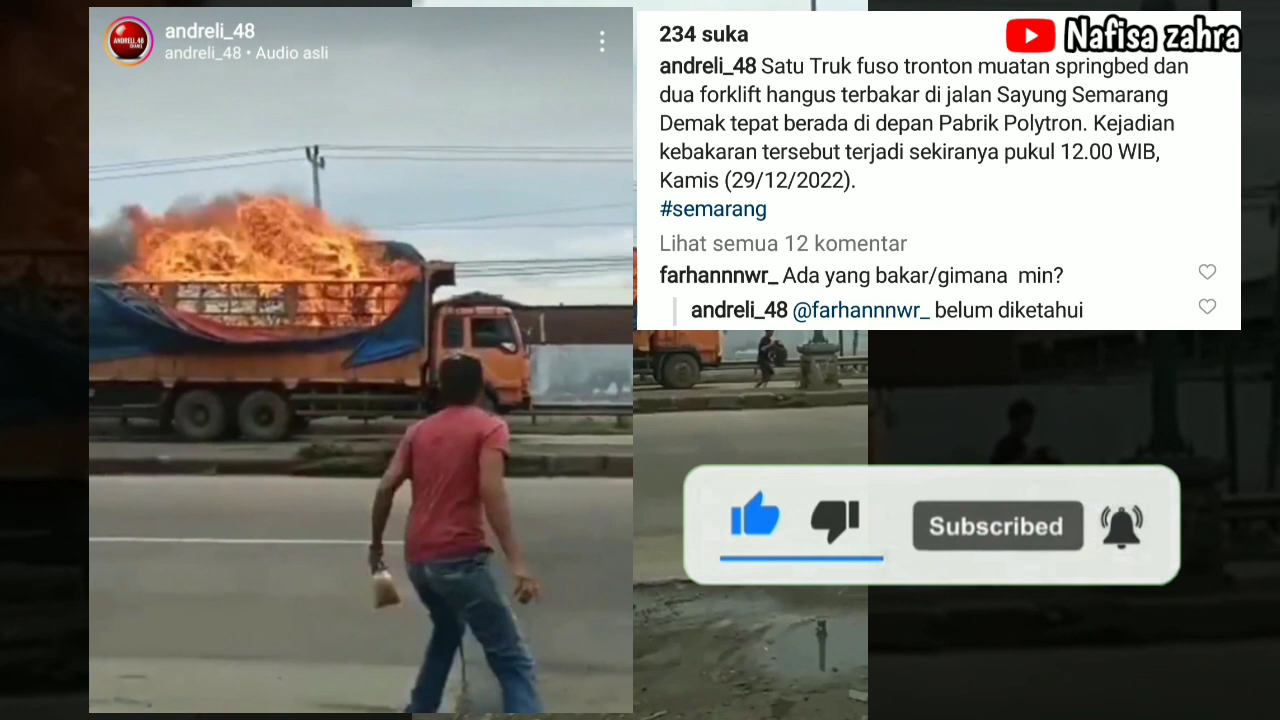 andreli_48
andreli_48 • Audio asli
ANDRELI_48
234 suka
Nafisa zahra
andreli_48 Satu Truk fuso tronton muatan springbed dan
dua forklift hangus terbakar di jalan Sayung Semarang
Demak tepat berada di depan Pabrik Polytron. Kejadian
kebakaran tersebut terjadi sekiranya pukul 12.00 WIB,
Kamis (29/12/2022).
#semarang
Lihat semua 12 komentar
farhannnwr_ Ada yang bakar/gimana min?
andreli_48 @farhannnwr_ belum diketahui
Subscribed